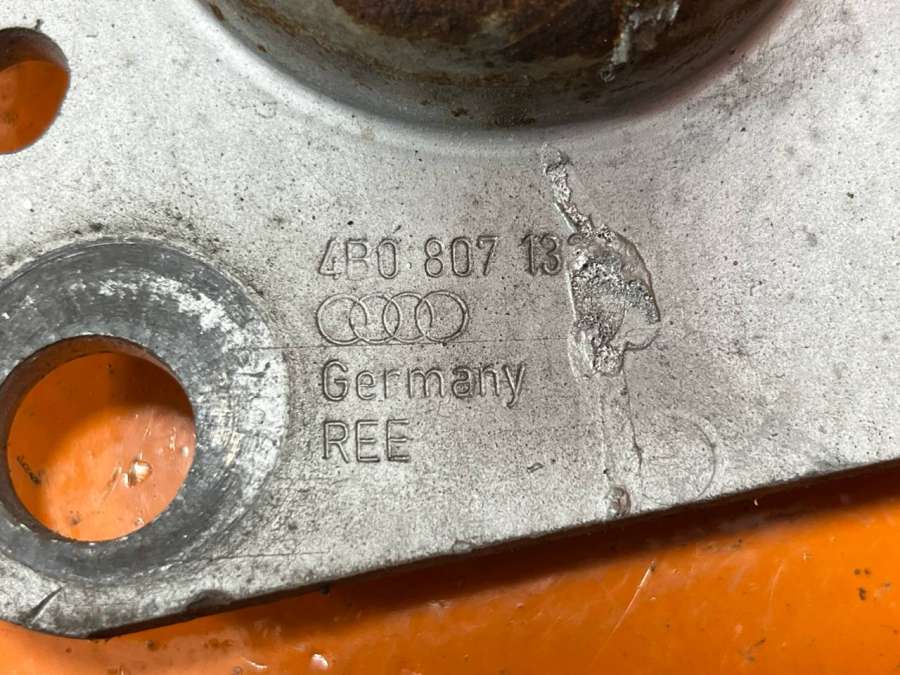 4B0 807 13
Germany
REE